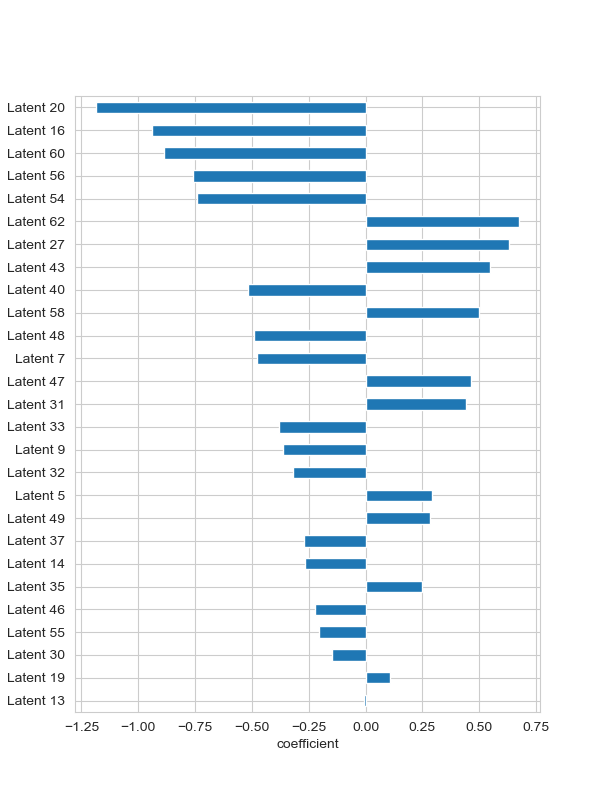 Latent 20
Latent 16
Latent 60
Latent 56
Latent 54
Latent 62
Latent 27
Latent 43
Latent 40
Latent 58
Latent 48
Latent 7
Latent 47
Latent 31
Latent 33
Latent 9
Latent 32
Latent 5
Latent 49
Latent 37
Latent 14
Latent 35
Latent 46
Latent 55
Latent 30
Latent 19
Latent 13
−1.25 −1.00 −0.75 −0.50 −0.25 0.00 0.25 0.50 0.75
coefficient